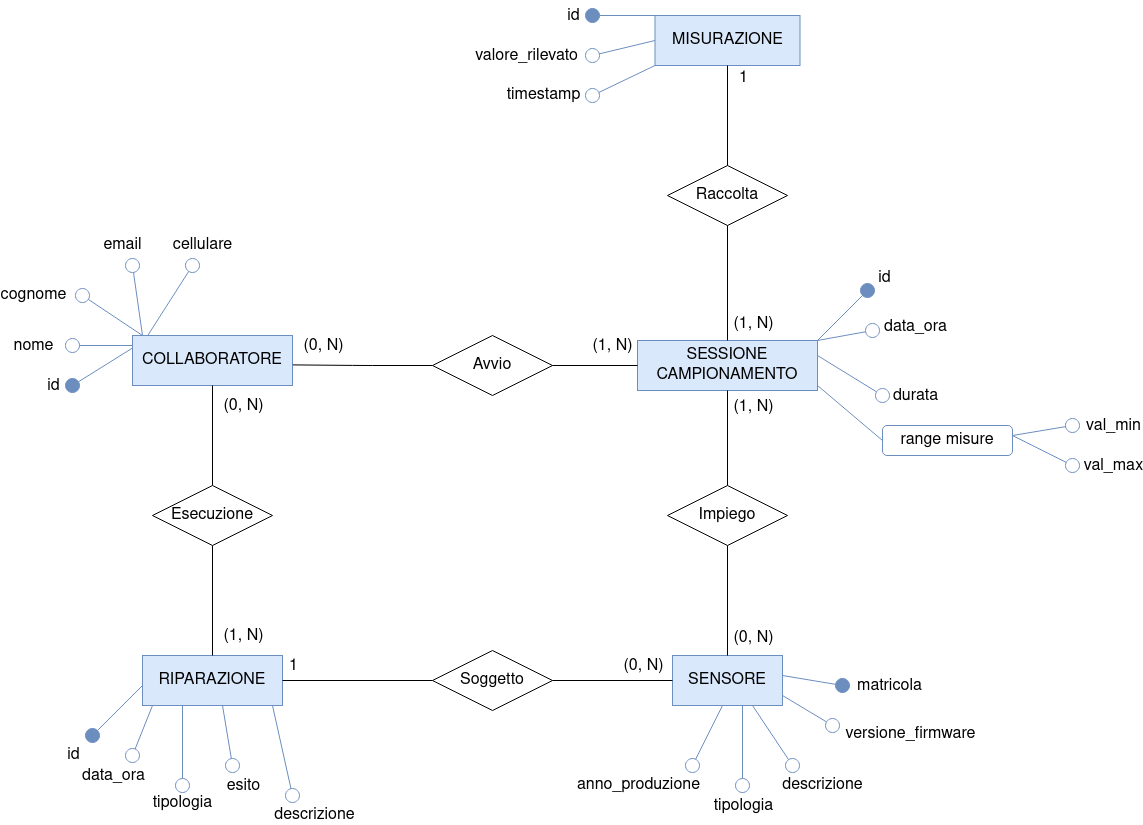 id
MISURAZIONE
valore_rilevato
1
timestamp
Raccolta
email
cellulare
cognome
id
(1, N)
data_ora
nome
COLLABORATORE
(0, N)
Avvio
(1, N)
SESSIONE
CAMPIONAMENTO
id
(0, N)
(1, N)
durata
range misure
val_min
val_max
Esecuzione
Impiego
(1, N)
(0, N)
RIPARAZIONE
1
Soggetto
(0, N)
SENSORE
matricola
versione_firmware
id
data_ora
tipologia
esito
descrizione
anno_produzione
tipologia
descrizione